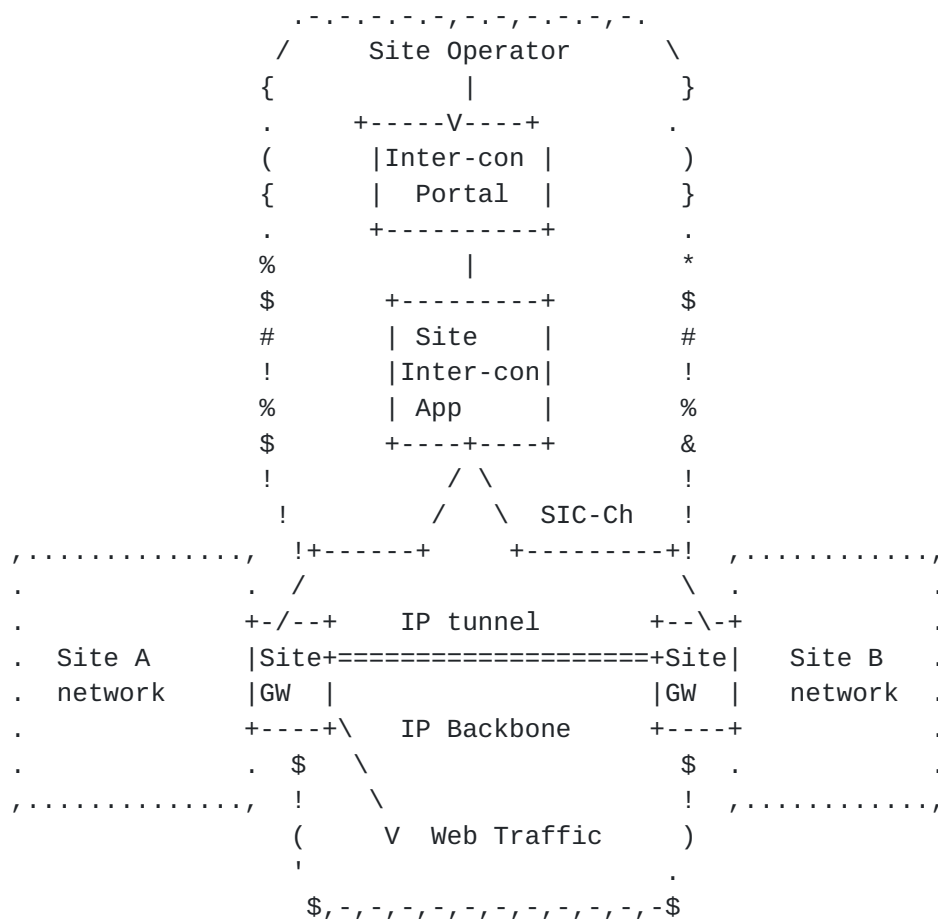 Site Operator
Inter-con
Portal
Site
Inter-con
App
SIC-Ch
IP tunnel
Site A Site Site Site B
network GW GW network
IP Backbone
V Web Traffic